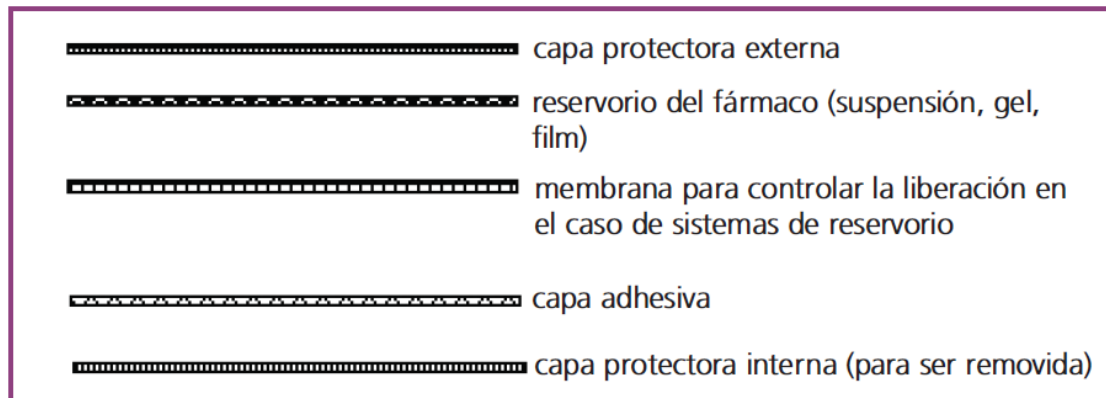 capa protectora externa
reservorio del fármaco (suspensión, gel,
film)
membrana para controlar la liberación en
el caso de sistemas de reservorio
capa adhesiva
capa protectora interna (para ser removida)